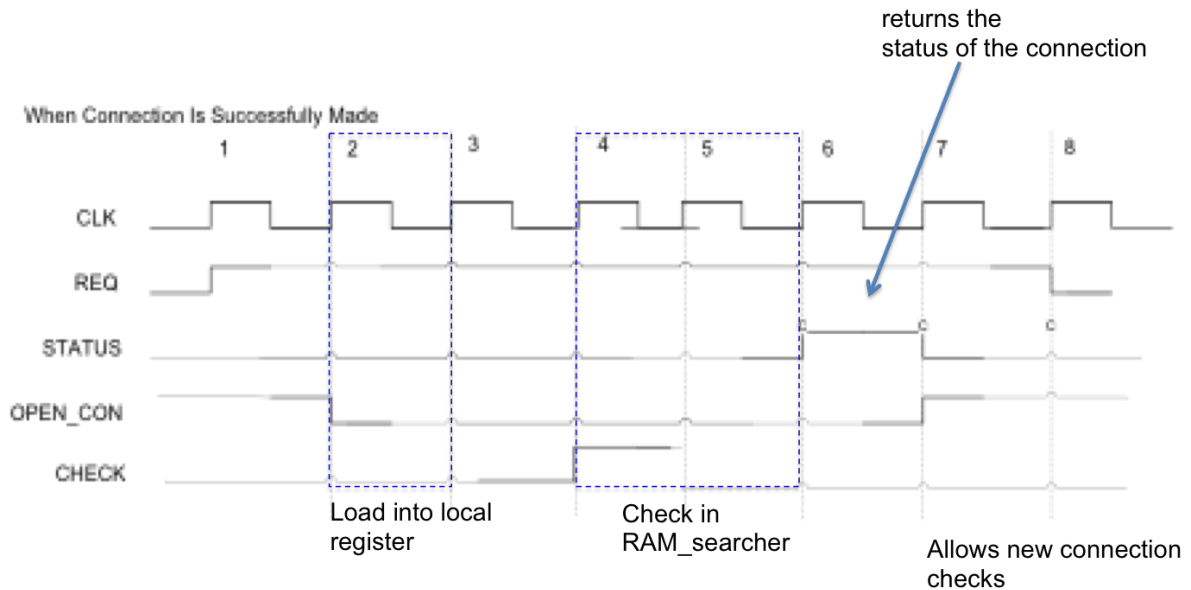 returns the
status of the connection
When Connection Is Successfully Made
1 2 3 4 5 6 7 8
CLK
REQ
STATUS
C C C
OPEN_CON
CHECK
Load into local
register
Check in
RAM_searcher
Allows new connection
checks